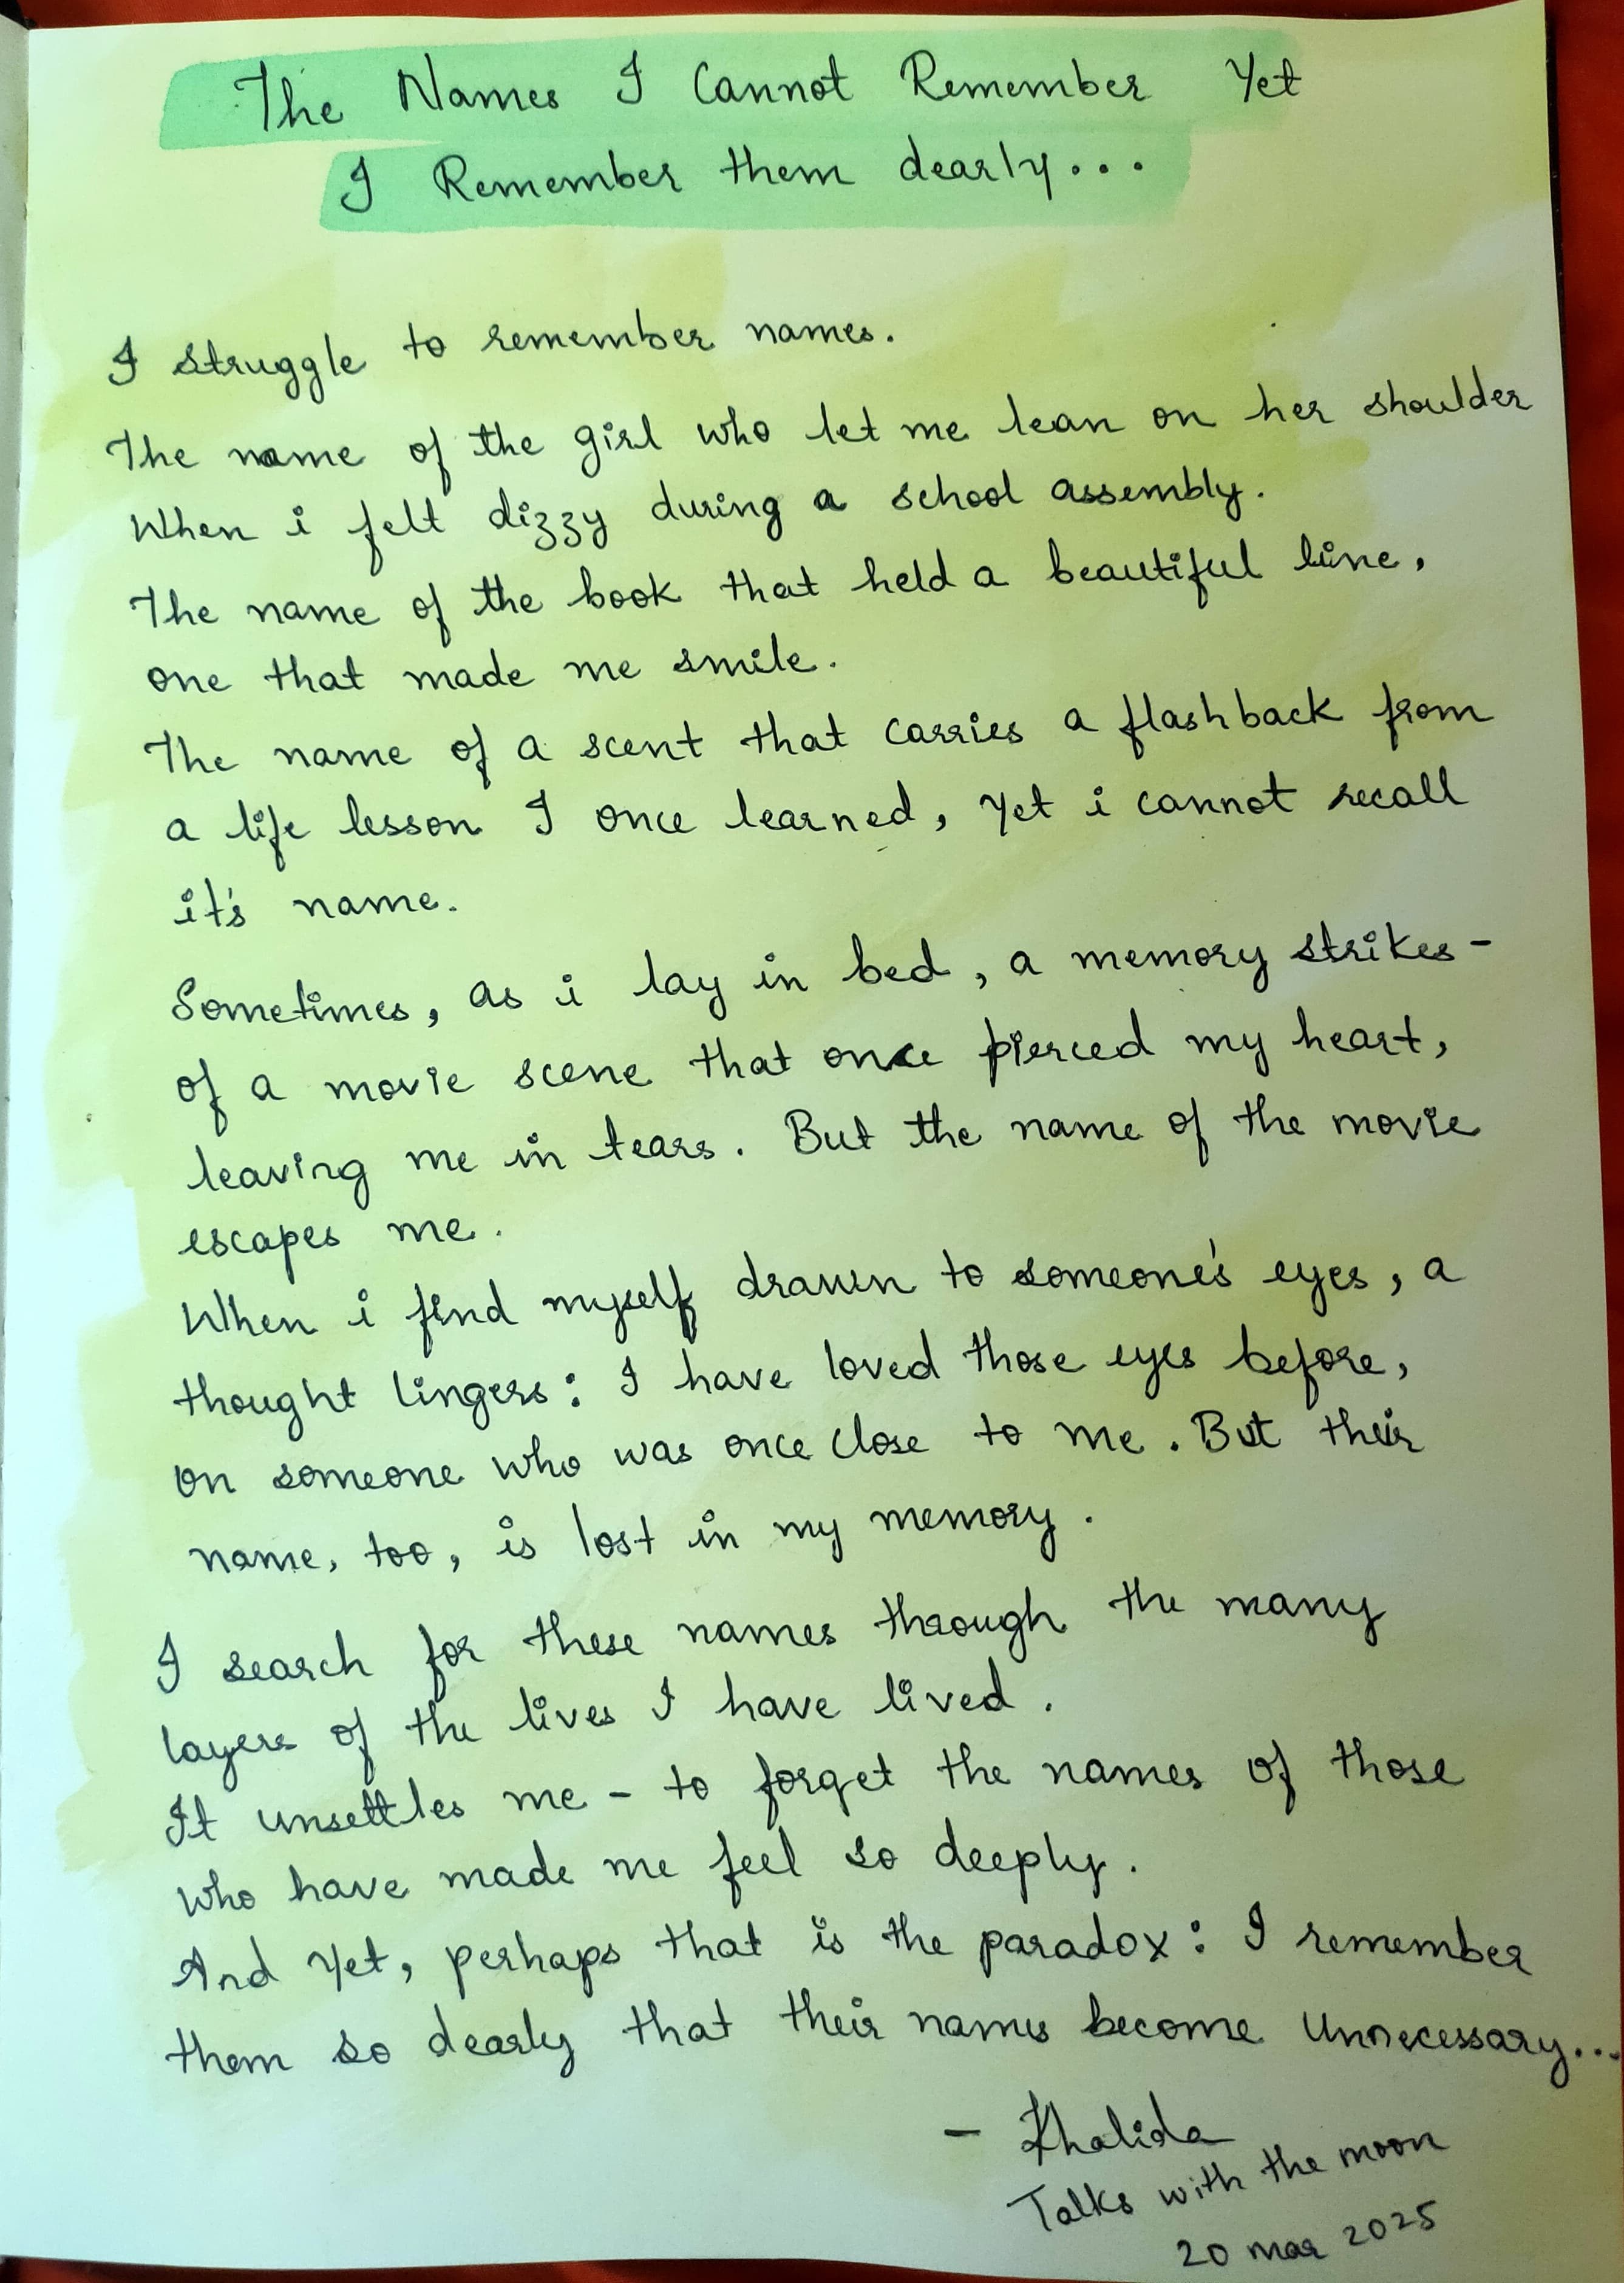 The Names I Cannot Remember Yet
I Remember them dearly...
I struggle to remember names.
The name of the girl who let me lean on her shoulder
When i felt dizzy during a school assembly.
The name of the book that held a beautiful line,
one that made me smile.
The name of a scent that carries a flashback from
a life lesson I once learned, Yet i cannot recall
it's name.
Sometimes, as i lay in bed, a memory strikes-
of a movie scene that once pierced my heart,
leaving me in tears. But the name of the movie
escapes me.
When i find myself drawn to someone's eyes, a
thought lingers: I have loved those eyes before,
on someone who was once close to me. But their
name, too, is lost in my memory.
I search for these names through the many
layers of the lives I have lived.
It unsettles me - to forget the names of those
who have made me feel so deeply.
And Yet, perhaps that is the paradox: I remember
them so dearly that their names become Unnecessary...
- Khalida
Talks with the moon
20 mar 2025